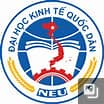 ĐẠI HỌC KINH TẾ QUỐC DÂN
NEU